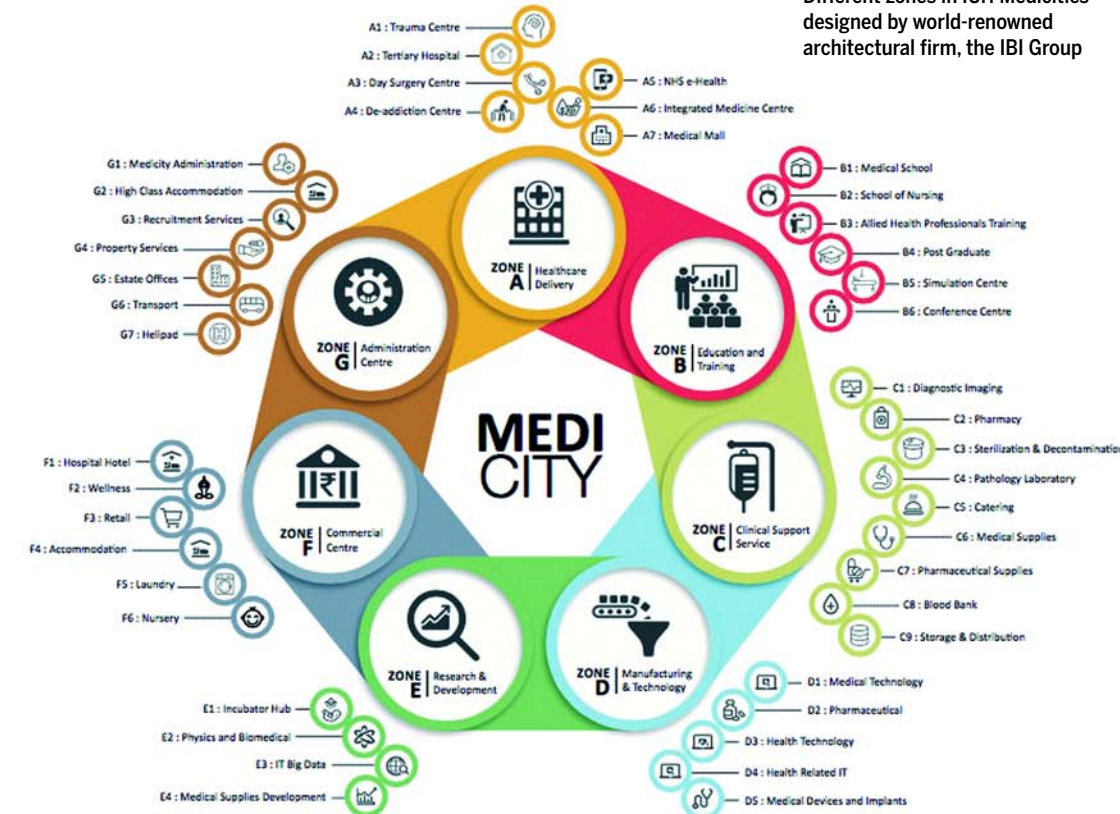 designed by world-renowned
architectural firm, the IBI Group
A1 : Trauma Centre
A2 : Tertiary Hospital
A3 : Day Surgery Centre
A4 : De-addiction Centre
A5 : NHS e-Health
A6 : Integrated Medicine Centre
A7 : Medical Mall
G1 : Medicity Administration
G2 : High Class Accommodation
G3 : Recruitment Services
G4 : Property Services
G5 : Estate Offices
G6 : Transport
G7 : Helipad
B1 : Medical School
B2 : School of Nursing
B3 : Allied Health Professionals Training
B4 : Post Graduate
B5 : Simulation Centre
B6 : Conference Centre
ZONE A Healthcare
Delivery
ZONE G Administration
Centre
ZONE B Education and
Training
MEDI
CITY
C1 : Diagnostic Imaging
C2 : Pharmacy
C3 : Sterilization & Decontamination
C4 : Pathology Laboratory
C5 : Catering
C6 : Medical Supplies
C7 : Pharmaceutical Supplies
C8 : Blood Bank
C9 : Storage & Distribution
F1 : Hospital Hotel
F2 : Wellness
F3 : Retail
F4 : Accommodation
F5 : Laundry
F6 : Nursery
ZONE F Commercial
Centre
ZONE C Clinical Support
Service
ZONE E Research &
Development
ZONE D Manufacturing
& Technology
E1 : Incubator Hub
E2 : Physics and Biomedical
E3 : IT Big Data
E4 : Medical Supplies Development
D1 : Medical Technology
D2 : Pharmaceutical
D3 : Health Technology
D4 : Health Related IT
D5 : Medical Devices and Implants